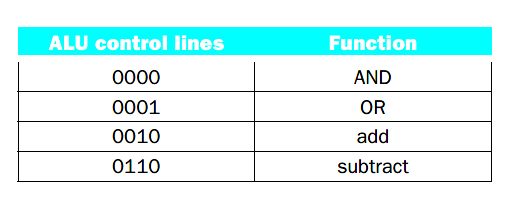 ALU control lines Function
0000 AND
0001 OR
0010 add
0110 subtract